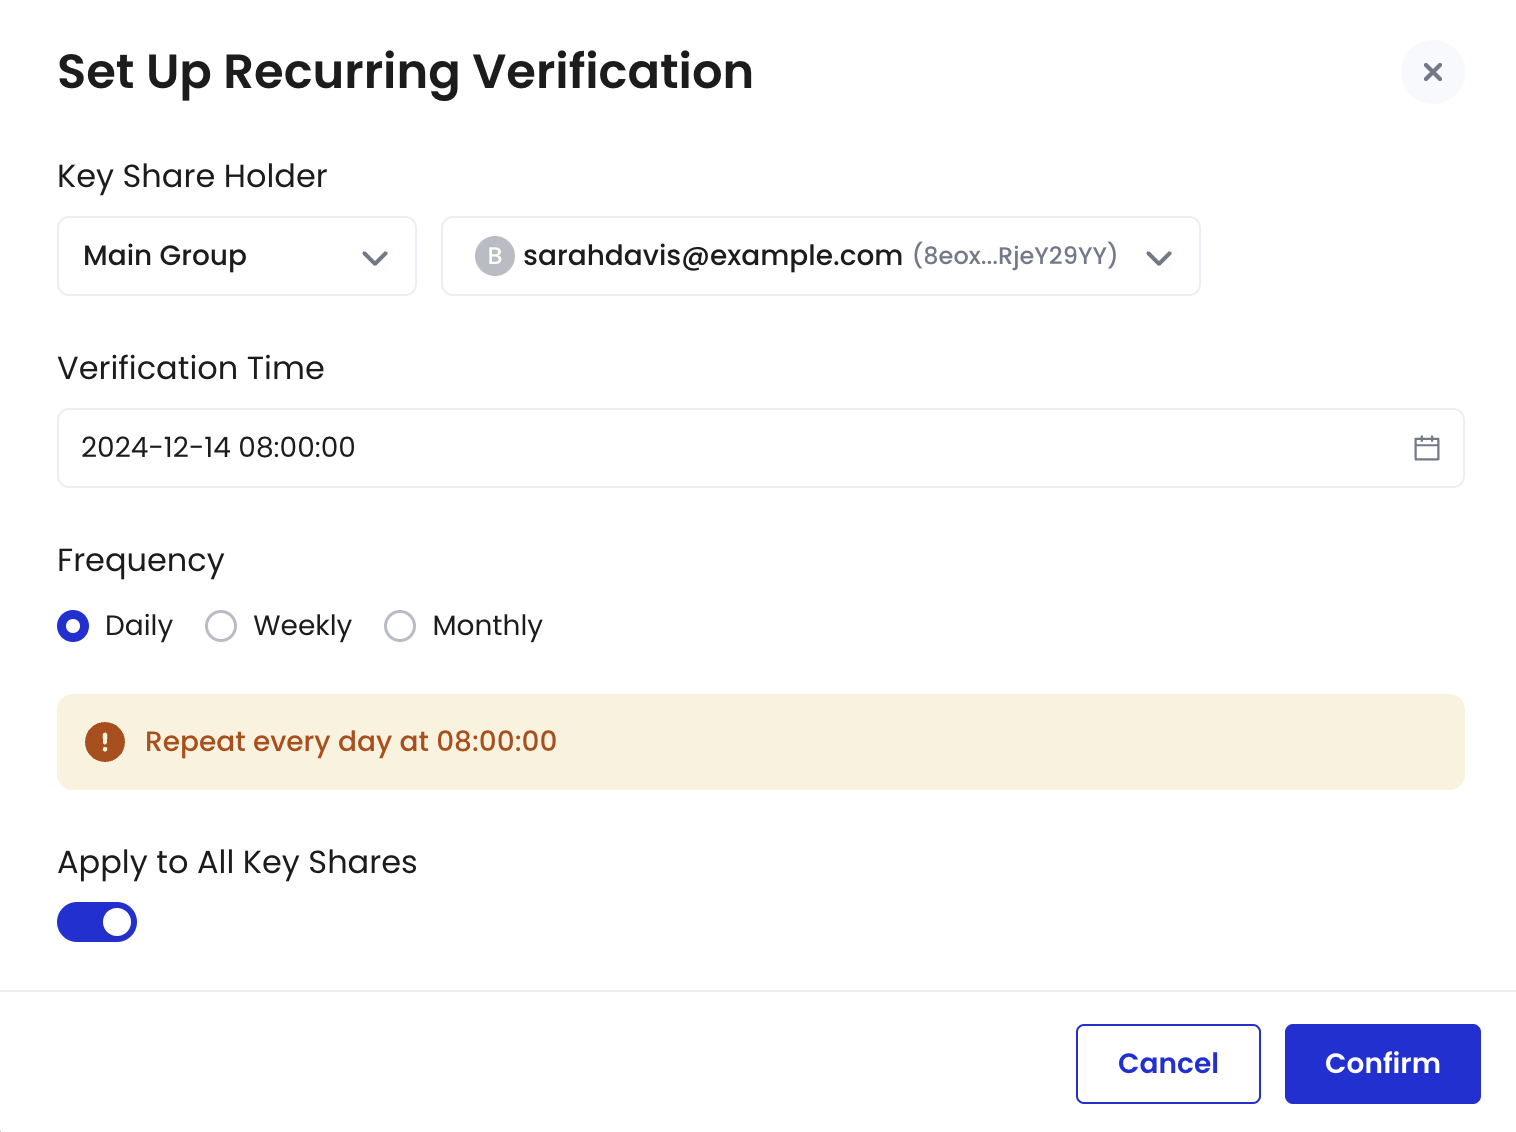 Set Up Recurring Verification
Key Share Holder
Main Group
B sarahdavis@example.com (8eox...RjeY29YY)
Verification Time
2024-12-14 08:00:00
Frequency
Daily Weekly Monthly
! Repeat every day at 08:00:00
Apply to All Key Shares
Cancel Confirm